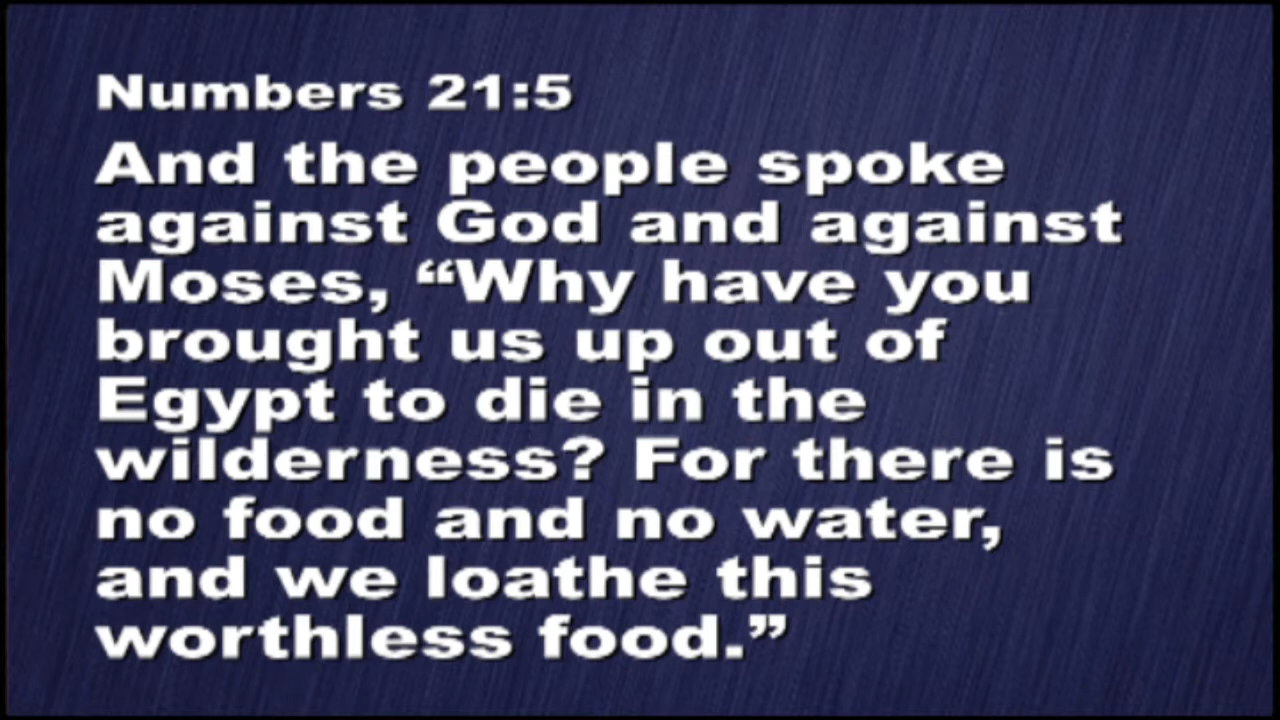 Numbers 21:5
And the people spoke
against God and against
Moses, “Why have you
brought us up out of
Egypt to die in the
wilderness? For there is
no food and no water,
and we loathe this
worthless food.”